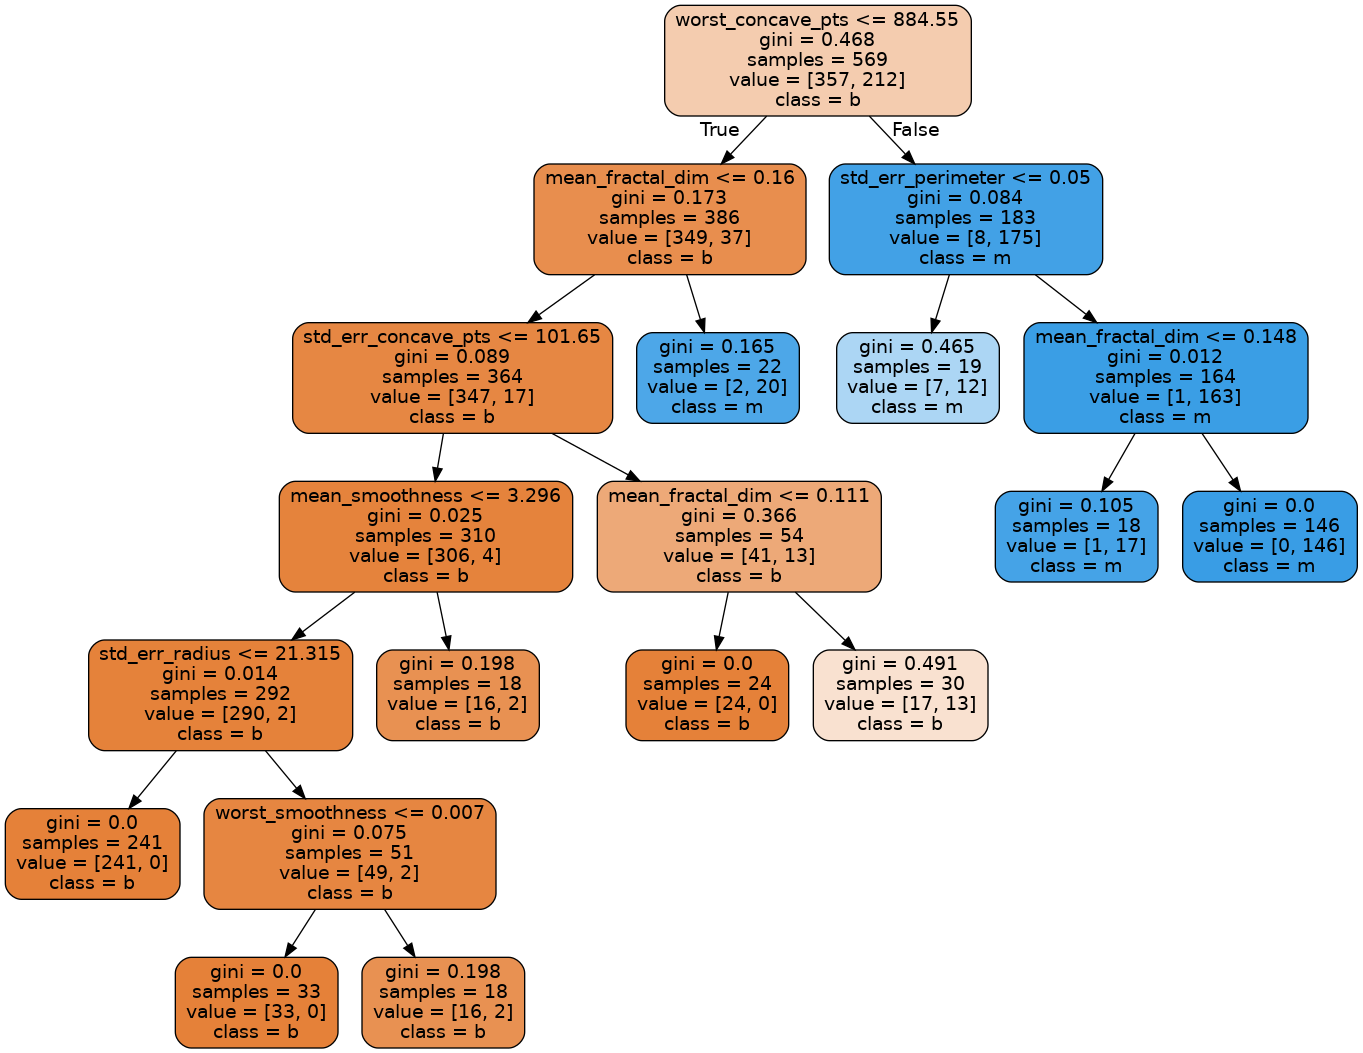 worst_concave_pts <= 884.55
gini = 0.468
samples = 569
value = [357, 212]
class = b
True
False
mean_fractal_dim <= 0.16
gini = 0.173
samples = 386
value = [349, 37]
class = b
std_err_perimeter <= 0.05
gini = 0.084
samples = 183
value = [8, 175]
class = m
std_err_concave_pts <= 101.65
gini = 0.089
samples = 364
value = [347, 17]
class = b
gini = 0.165
samples = 22
value = [2, 20]
class = m
gini = 0.465
samples = 19
value = [7, 12]
class = m
mean_fractal_dim <= 0.148
gini = 0.012
samples = 164
value = [1, 163]
class = m
mean_smoothness <= 3.296
gini = 0.025
samples = 310
value = [306, 4]
class = b
mean_fractal_dim <= 0.111
gini = 0.366
samples = 54
value = [41, 13]
class = b
gini = 0.105
samples = 18
value = [1, 17]
class = m
gini = 0.0
samples = 146
value = [0, 146]
class = m
std_err_radius <= 21.315
gini = 0.014
samples = 292
value = [290, 2]
class = b
gini = 0.198
samples = 18
value = [16, 2]
class = b
gini = 0.0
samples = 24
value = [24, 0]
class = b
gini = 0.491
samples = 30
value = [17, 13]
class = b
gini = 0.0
samples = 241
value = [241, 0]
class = b
worst_smoothness <= 0.007
gini = 0.075
samples = 51
value = [49, 2]
class = b
gini = 0.0
samples = 33
value = [33, 0]
class = b
gini = 0.198
samples = 18
value = [16, 2]
class = b